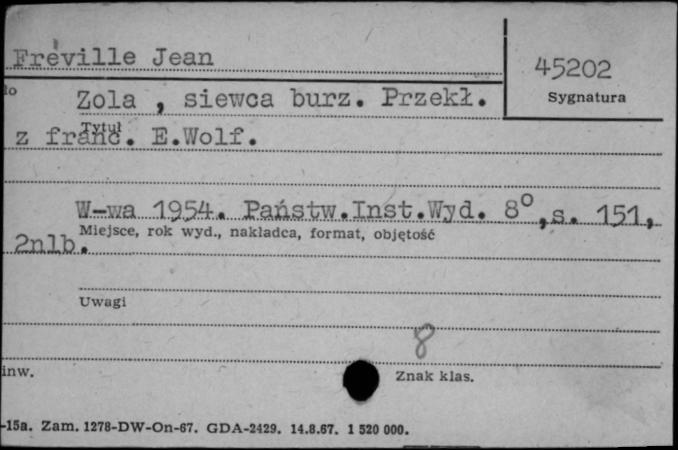 Fréville Jean
45202
Sygnatura
Zola , siewca burz. Przekł.
Tytuł
z franc. E.Wolf.
W-wa 1954. Państw.Inst.Wyd. 8°,s. 151,
Miejsce, rok wyd., nakładca, format, objętość
2nlb.
Uwagi
8
inw.
Znak klas.
-15a. Zam. 1278-DW-On-67. GDA-2429. 14.8.67. 1 520 000.